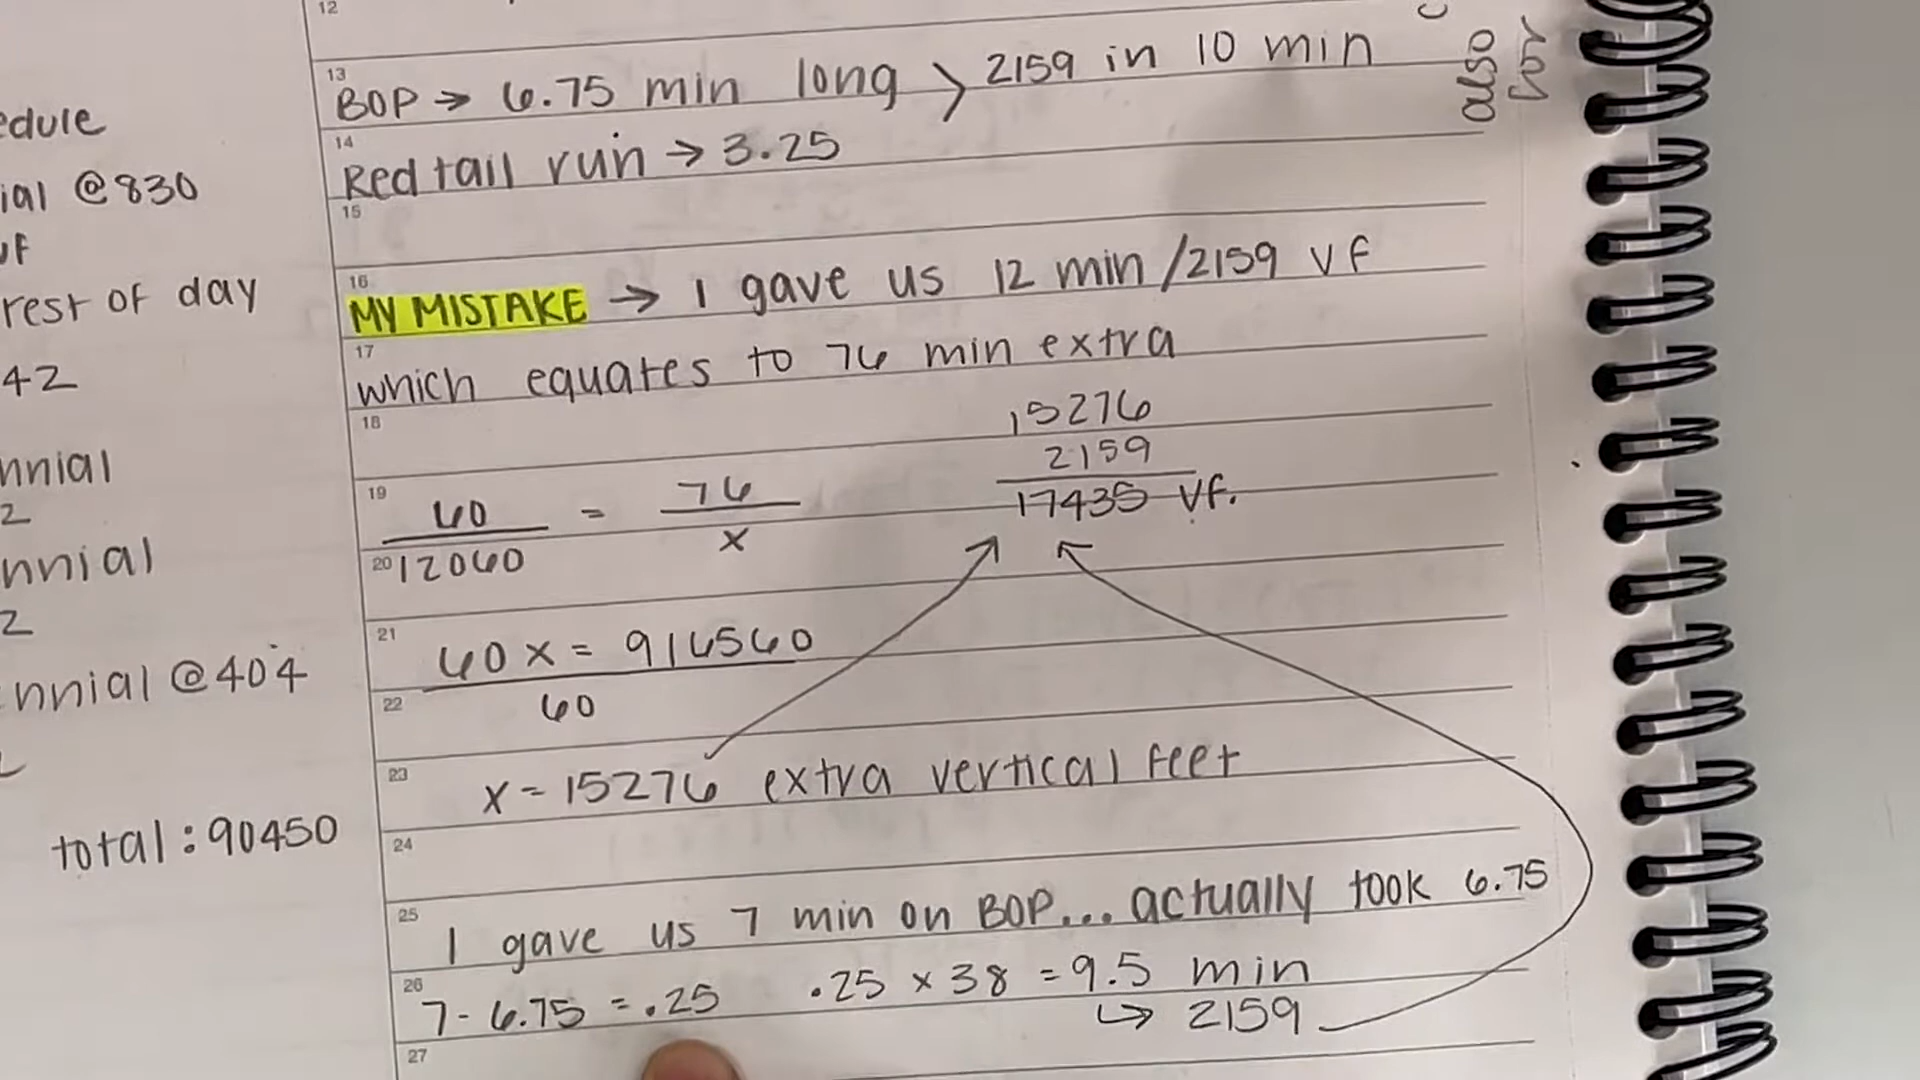 edule
ial @830
rest of day
42
nnial
2
nnial
2
nnial @404
total: 90450
12
13
BOP → 6.75 min long > 2159 in 10 min
14
Red tail run → 3.25
15
16
MY MISTAKE → I gave us 12 min/2159 vf
17
which equates to 76 min extra
18
15276
2159
17435 vf.
19
60 = 76
20
12060 x
21
60x = 916560
22
60
23
x = 15276 extra vertical feet
24
25
I gave us 7 min on BOP... actually took 6.75
26
7 - 6.75 = .25 .25 x 38 = 9.5 min
↳ 2159
27
also
for